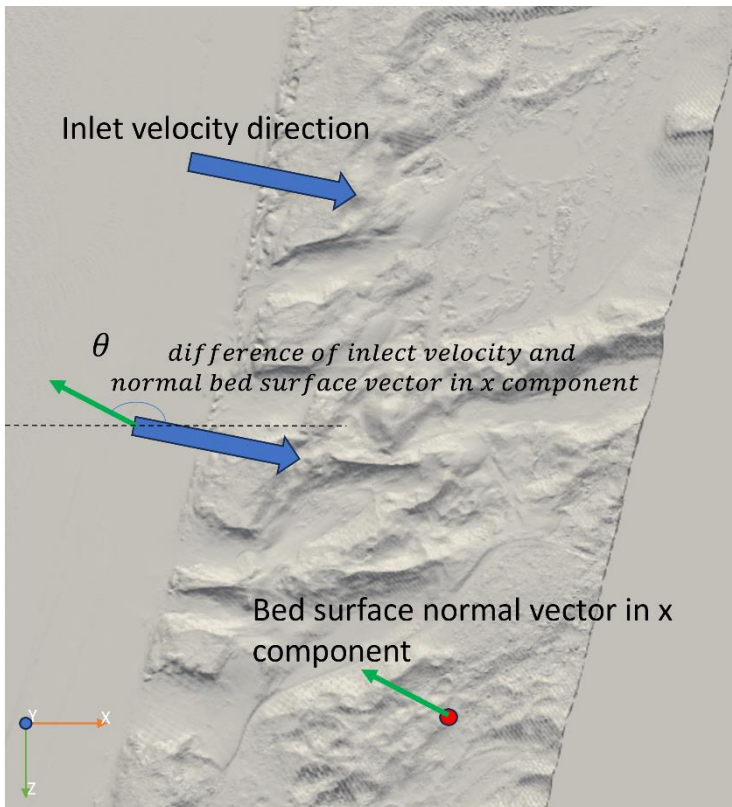 Inlet velocity direction
θ
difference of inlect velocity and
normal bed surface vector in x component
Bed surface normal vector in x
component
Y
X
Z